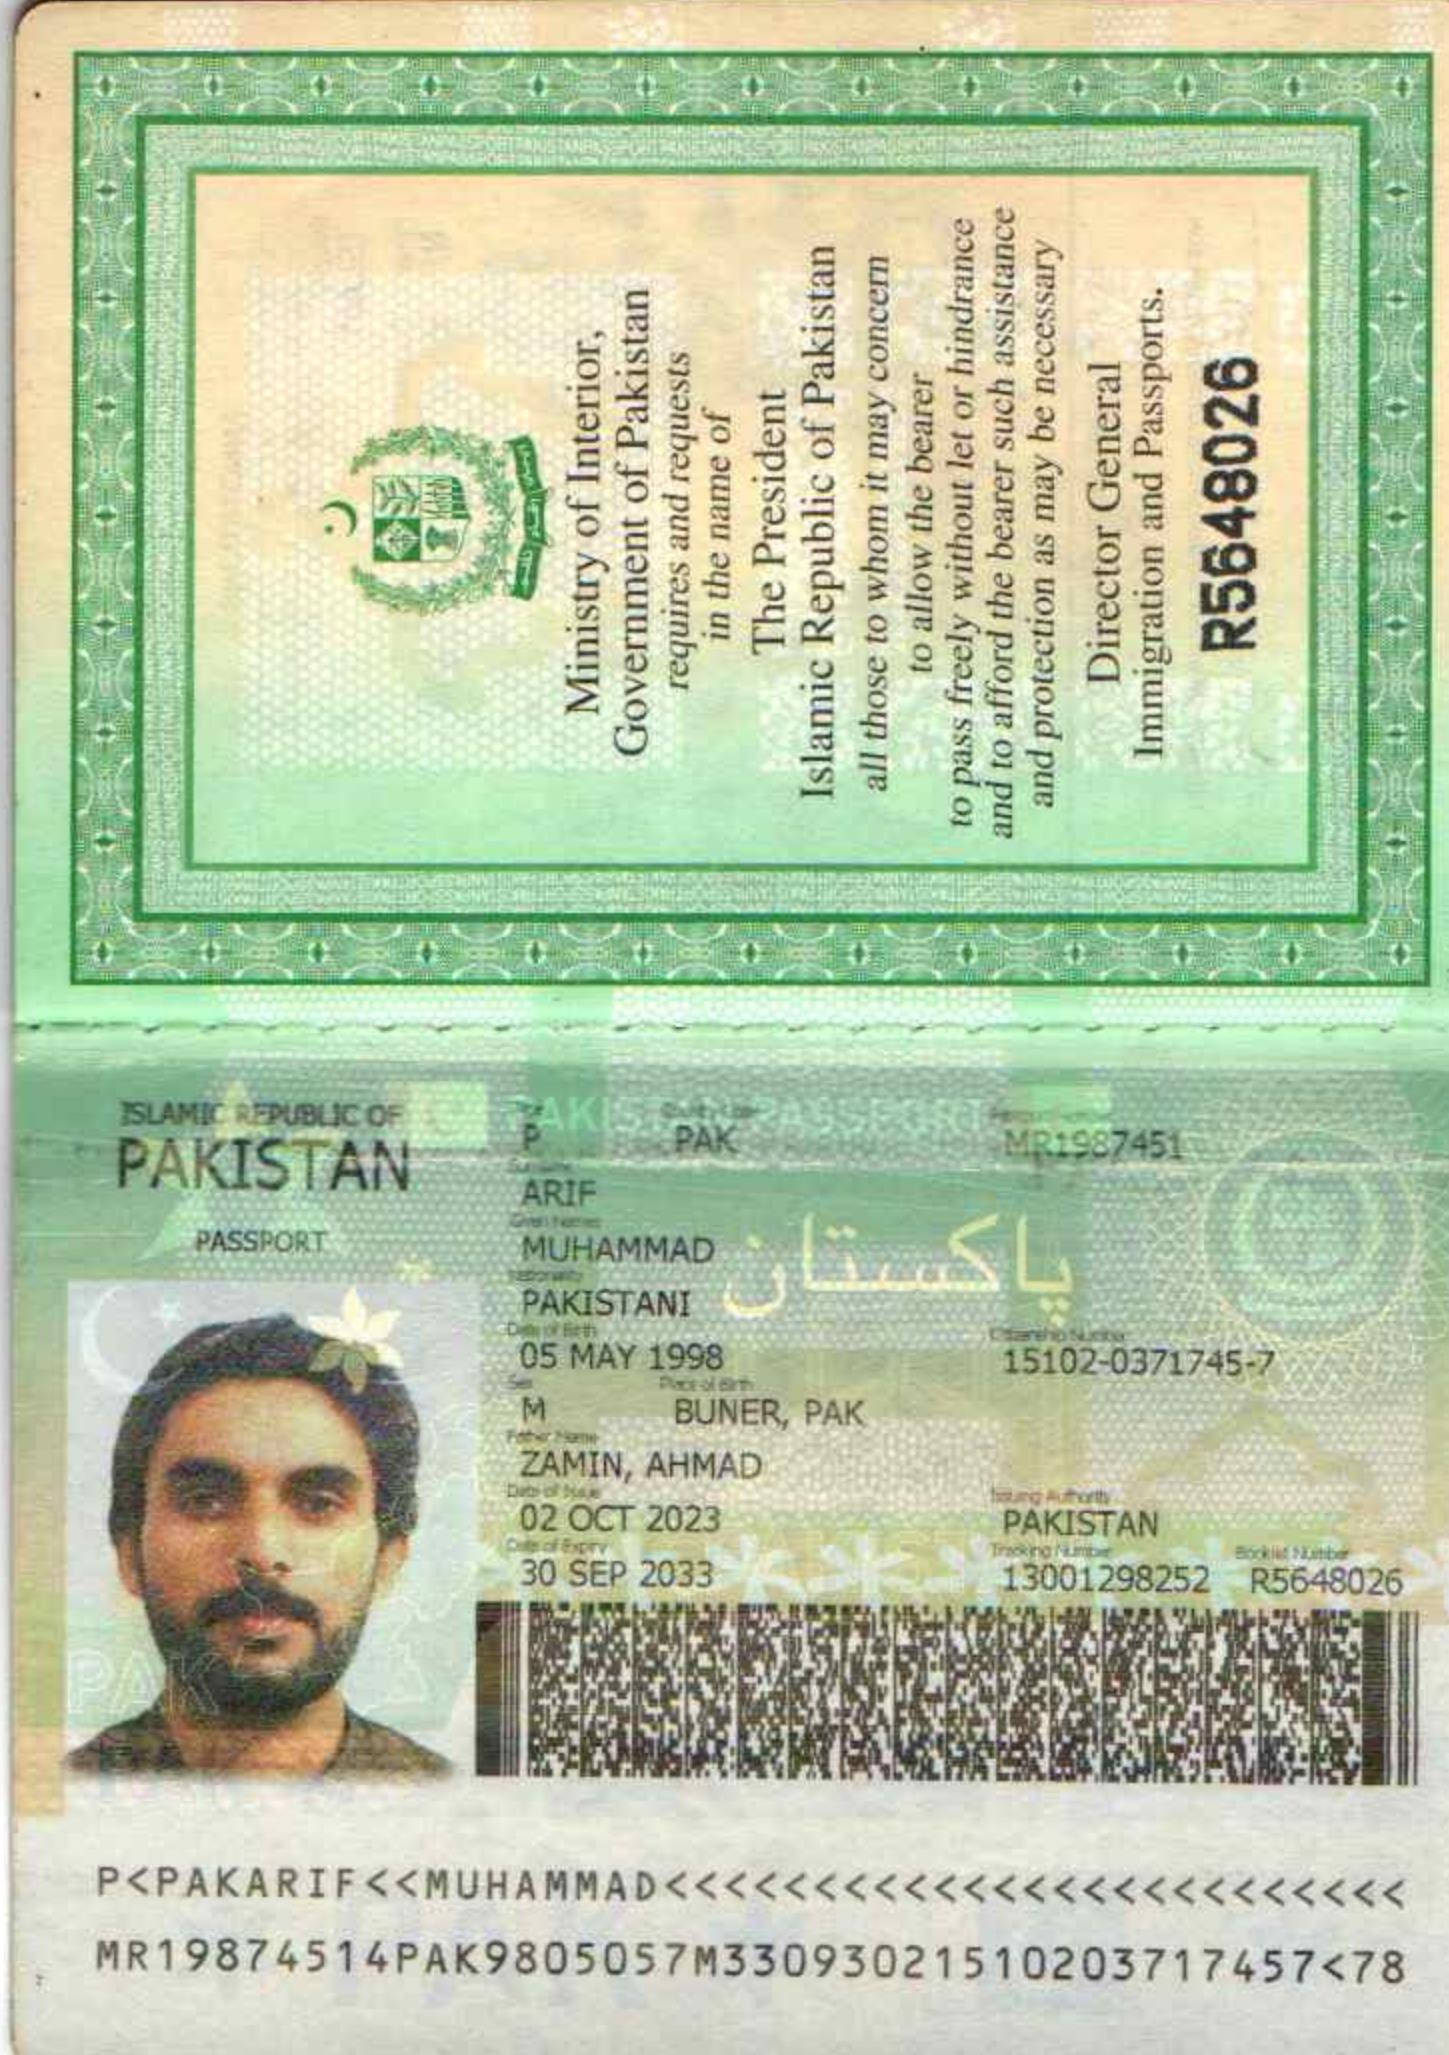 Ministry of Interior,
Government of Pakistan
requires and requests
in the name of
The President
Islamic Republic of Pakistan
all those to whom it may concern
to allow the bearer
to pass freely without let or hindrance
and to afford the bearer such assistance
and protection as may be necessary
Director General
Immigration and Passports.
R5648026
ISLAMIC REPUBLIC OF
PAKISTAN
PASSPORT
PAKISTAN PASSPORT
P PAK MR1987451
ARIF
Given Names
MUHAMMAD
PAKISTANI
پاکستان
Date of Birth Citizenship Number
05 MAY 1998 15102-0371745-7
Sex Place of Birth
M BUNER, PAK
Father Name
ZAMIN, AHMAD
Date of Issue Issuing Authority
02 OCT 2023 PAKISTAN
Date of Expiry Tracking Number Booklet Number
30 SEP 2033 13001298252 R5648026
PAK
P<PAKARIF<<MUHAMMAD<<<<<<<<<<<<<<<<<<<<<<<<<
MR19874514PAK9805057M3309302151020371745​7<78